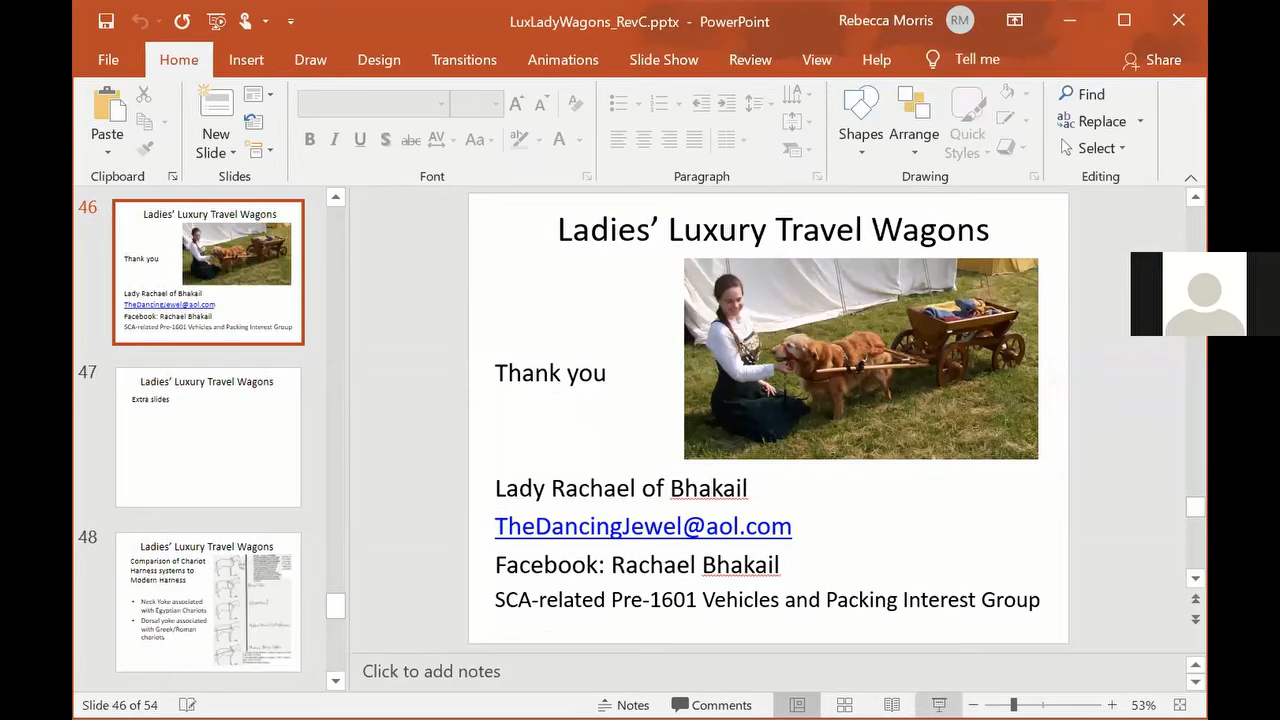 LuxLadyWagons_RevC.pptx - PowerPoint
Rebecca Morris
RM
File
Home
Insert
Draw
Design
Transitions
Animations
Slide Show
Review
View
Help
Tell me
Share
Paste
New
Slide
B I U S abc AV Aa A
Shapes
Arrange
Quick
Styles
Find
Replace
Select
Clipboard
Slides
Font
Paragraph
Drawing
Editing
46
Ladies’ Luxury Travel Wagons
Thank you
Lady Rachael of Bhakail
TheDancingJewel@aol.com
Facebook: Rachael Bhakail
SCA-related Pre-1601 Vehicles and Packing Interest Group
47
Ladies’ Luxury Travel Wagons
Extra slides
48
Ladies’ Luxury Travel Wagons
Comparison of Chariot
Harness systems to
Modern Harness
• Neck Yoke associated
with Egyptian Chariots
• Dorsal yoke associated
with Greek/Roman
chariots
Ladies’ Luxury Travel Wagons
Thank you
Lady Rachael of Bhakail
TheDancingJewel@aol.com
Facebook: Rachael Bhakail
SCA-related Pre-1601 Vehicles and Packing Interest Group
Click to add notes
Slide 46 of 54
Notes
Comments
53%